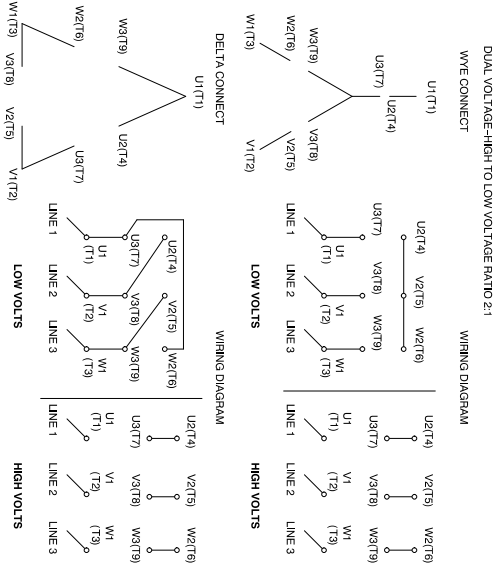 DUAL VOLTAGE–HIGH TO LOW VOLTAGE RATIO 2:1
WYE CONNECT
WIRING DIAGRAM
U1(T1)
U2(T4)
U3(T7)
W3(T9)
V3(T8)
W2(T6)
V2(T5)
W1(T3)
V1(T2)
U2(T4) V2(T5) W2(T6)
U3(T7) V3(T8) W3(T9)
U1 V1 W1
(T1) (T2) (T3)
LINE 1 LINE 2 LINE 3
LOW VOLTS
U2(T4) V2(T5) W2(T6)
U3(T7) V3(T8) W3(T9)
U1 V1 W1
(T1) (T2) (T3)
LINE 1 LINE 2 LINE 3
HIGH VOLTS
DELTA CONNECT
WIRING DIAGRAM
U1(T1)
W3(T9)
U2(T4)
W2(T6)
U3(T7)
W1(T3)
V3(T8)
V2(T5)
V1(T2)
U2(T4) V2(T5) W2(T6)
U3(T7) V3(T8) W3(T9)
U1 V1 W1
(T1) (T2) (T3)
LINE 1 LINE 2 LINE 3
LOW VOLTS
U2(T4) V2(T5) W2(T6)
U3(T7) V3(T8) W3(T9)
U1 V1 W1
(T1) (T2) (T3)
LINE 1 LINE 2 LINE 3
HIGH VOLTS